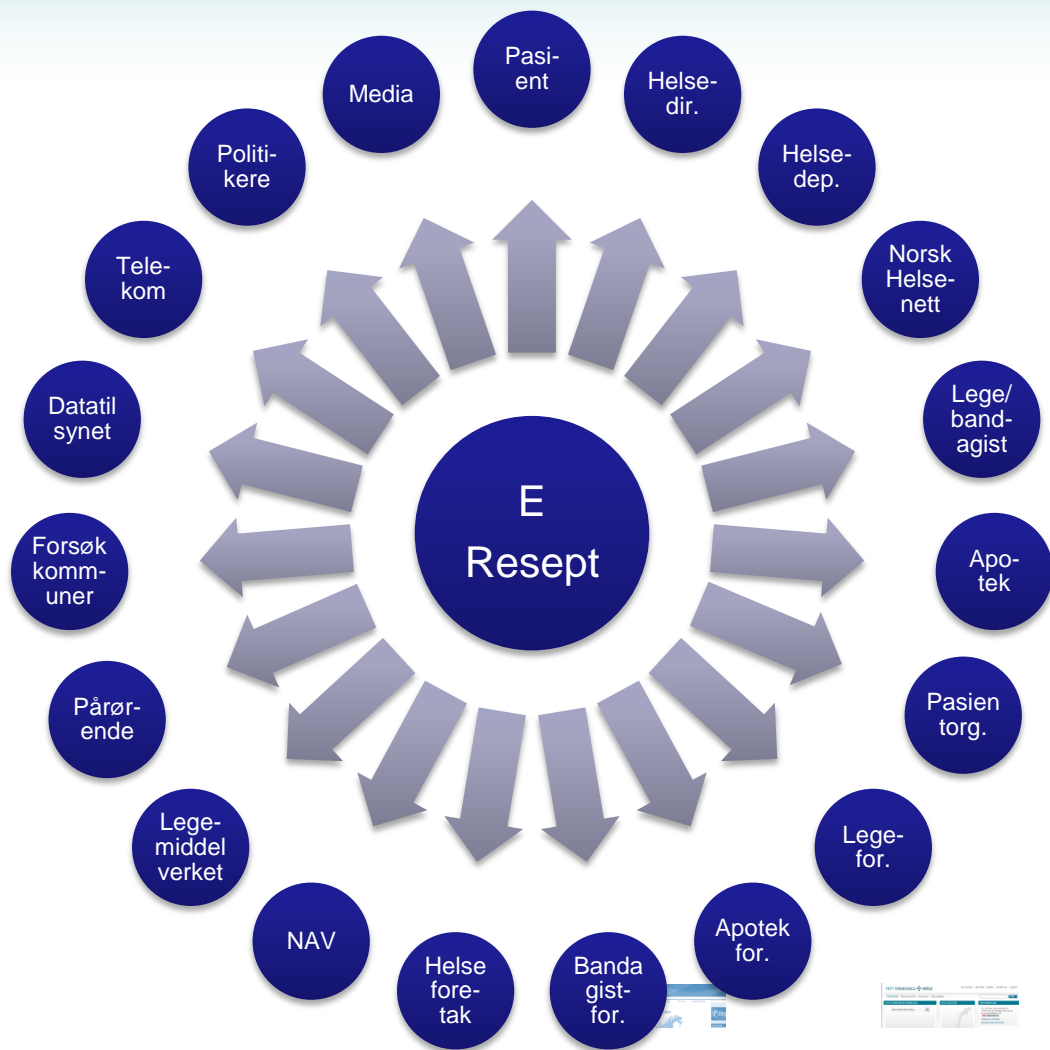 E
Resept
Pasi-
ent
Helse-
dir.
Helse-
dep.
Norsk
Helse-
nett
Lege/
band-
agist
Apo-
tek
Pasien
torg.
Lege-
for.
Apotek
for.
Banda
gist-
for.
Helse
fore-
tak
NAV
Lege-
middel
verket
Pårør-
ende
Forsøk
komm-
uner
Datatil
synet
Tele-
kom
Politi-
kere
Media